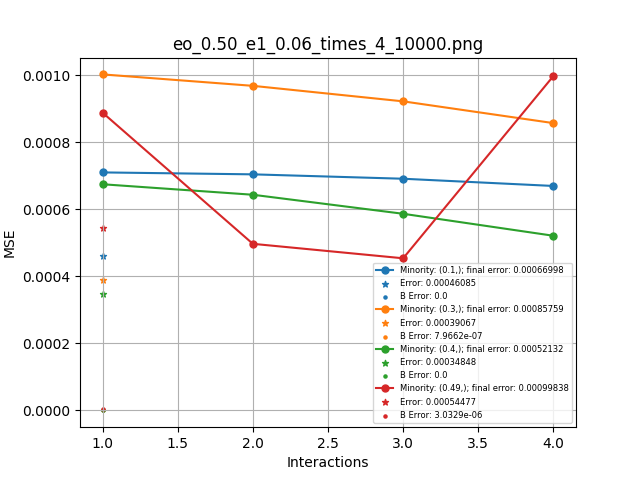 eo_0.50_e1_0.06_times_4_10000.png
0.0010
0.0008
0.0006
0.0004
0.0002
0.0000
MSE
Minority: (0.1,); final error: 0.00066998
Error: 0.00046085
B Error: 0.0
Minority: (0.3,); final error: 0.00085759
Error: 0.00039067
B Error: 7.9662e-07
Minority: (0.4,); final error: 0.00052132
Error: 0.00034848
B Error: 0.0
Minority: (0.49,); final error: 0.00099838
Error: 0.00054477
B Error: 3.0329e-06
1.0 1.5 2.0 2.5 3.0 3.5 4.0
Interactions